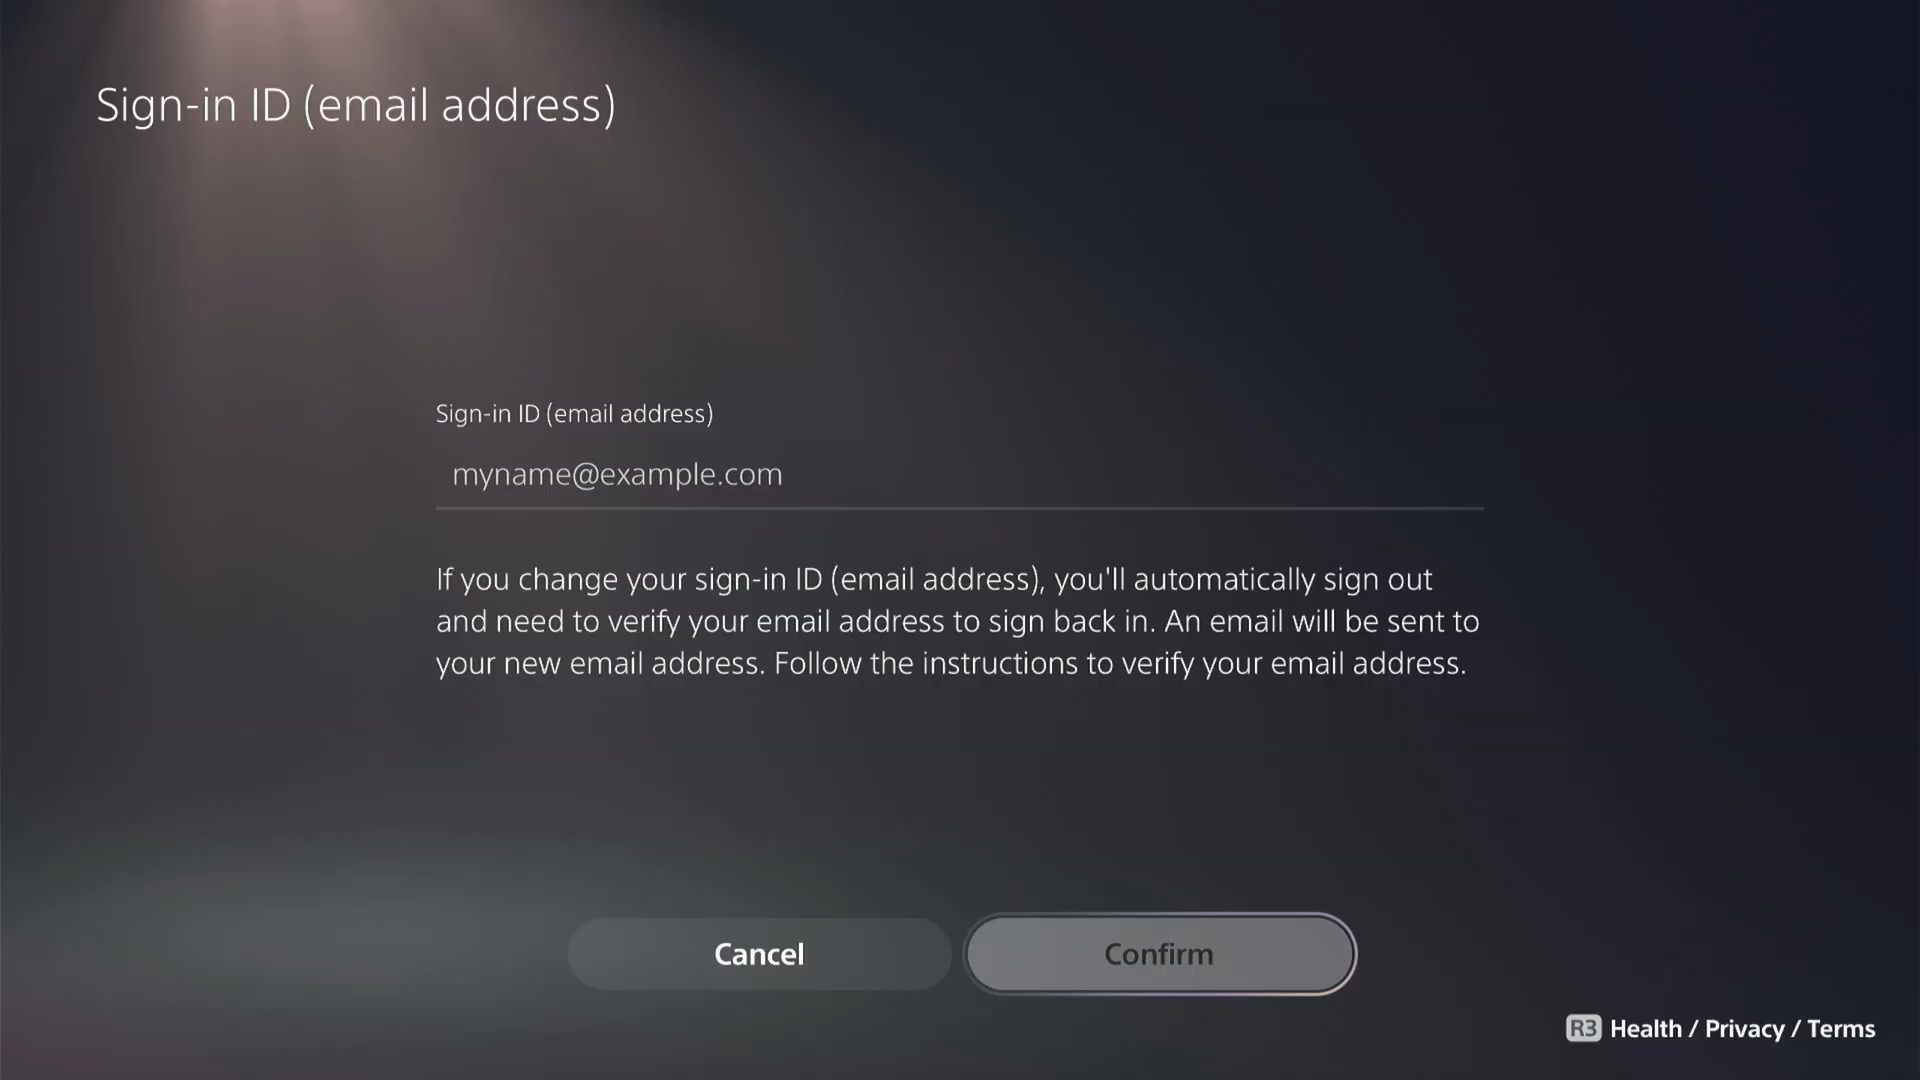 Sign-in ID (email address)
Sign-in ID (email address)
myname@example.com
If you change your sign-in ID (email address), you'll automatically sign out
and need to verify your email address to sign back in. An email will be sent to
your new email address. Follow the instructions to verify your email address.
Cancel
Confirm
R3 Health / Privacy / Terms